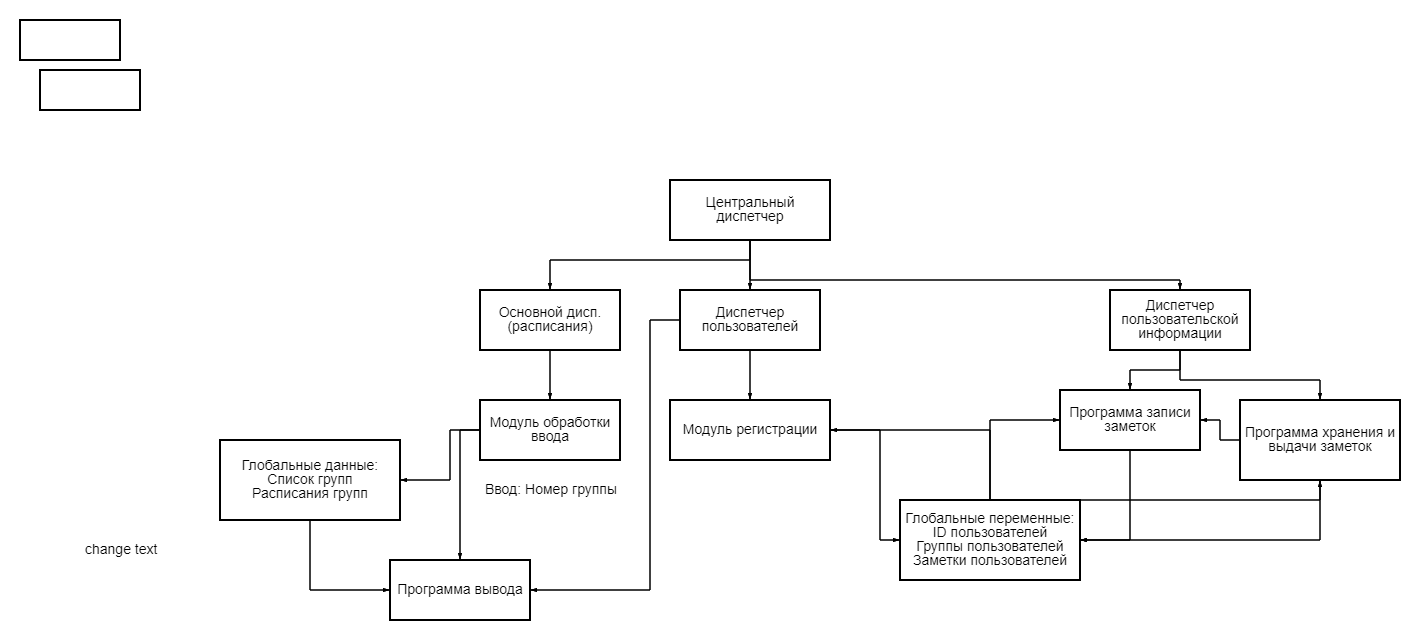 Центральный
диспетчер
Основной дисп.
(расписания)
Диспетчер
пользователей
Диспетчер
пользовательской
информации
Модуль обработки
ввода
Модуль регистрации
Программа записи
заметок
Программа хранения и
выдачи заметок
Глобальные данные:
Список групп
Расписания групп
Ввод: Номер группы
Глобальные переменные:
ID пользователей
Группы пользователей
Заметки пользователей
change text
Программа вывода